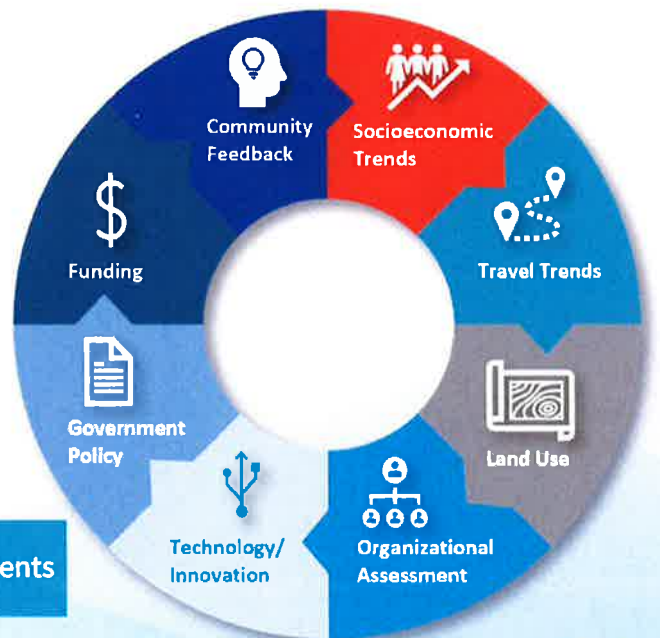 Community
Feedback
Socioeconomic
Trends
Travel Trends
Land Use
Organizational
Assessment
Technology/
Innovation
Government
Policy
Funding
$
ents